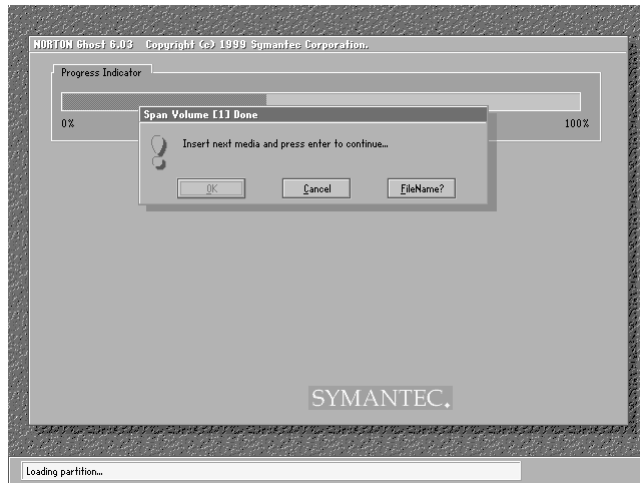 NORTON Ghost 6.03 Copyright (c) 1999 Symantec Corporation.
Progress Indicator
Span Volume [1] Done
0%
100%
Insert next media and press enter to continue...
OK
Cancel
FileName?
SYMANTEC.
Loading partition...